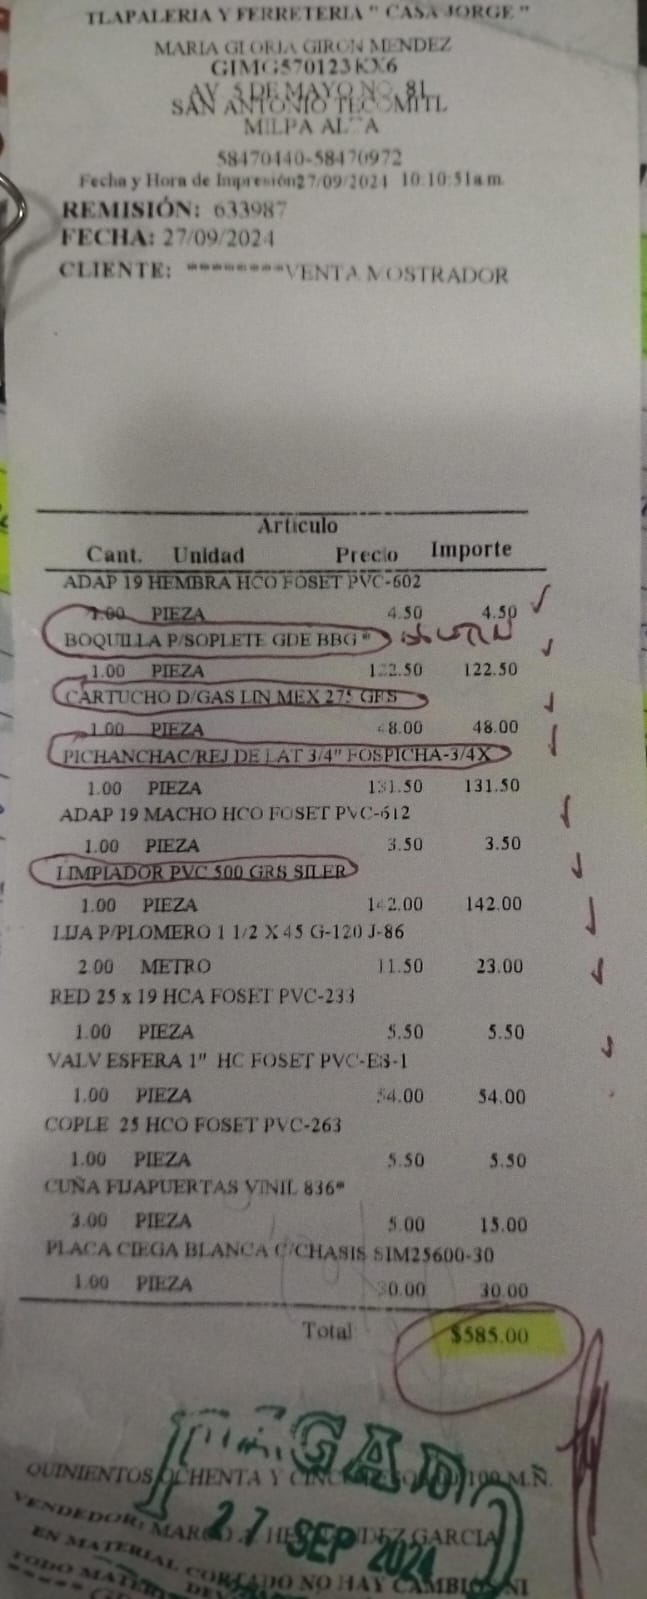 TLAPALERIA Y FERRETERIA " CASA JORGE "
MARIA GLORIA GIRON MENDEZ
GIMG570123KX6
AV. 5 DE MAYO NO. 81
SAN ANTONIO TECOMITL
MILPA ALTA
58470440-58470972
Fecha y Hora de Impresión27/09/2024 10:10:51a.m.
REMISIÓN: 633987
FECHA: 27/09/2024
CLIENTE: ********VENTA MOSTRADOR
Artículo
Cant. Unidad Precio Importe
ADAP 19 HEMBRA HCO FOSET PVC-602
1.00 PIEZA 4.50 4.50
BOQUILLA P/SOPLETE GDE BBG*
1.00 PIEZA 122.50 122.50
CARTUCHO D/GAS LIN MEX 275 GFS
1.00 PIEZA 48.00 48.00
PICHANCHAC/REJ DE LAT 3/4" FOSPICHA-3/4X
1.00 PIEZA 131.50 131.50
ADAP 19 MACHO HCO FOSET PVC-612
1.00 PIEZA 3.50 3.50
LIMPIADOR PVC 500 GRS SILER
1.00 PIEZA 142.00 142.00
LIJA P/PLOMERO 1 1/2 X 45 G-120 J-86
2.00 METRO 11.50 23.00
RED 25 x 19 HCA FOSET PVC-233
1.00 PIEZA 5.50 5.50
VALV ESFERA 1" HC FOSET PVC-ES-1
1.00 PIEZA 54.00 54.00
COPLE 25 HCO FOSET PVC-263
1.00 PIEZA 5.50 5.50
CUÑA FIJAPUERTAS VINIL 836*
3.00 PIEZA 5.00 15.00
PLACA CIEGA BLANCA C/CHASIS SIM25600-30
1.00 PIEZA 30.00 30.00
Total $585.00
PAGADO
QUINIENTOS OCHENTA Y CINCO PESOS 00/100 M.N.
27 SEP 2024
VENDEDOR: MARCO HERNANDEZ GARCIA
EN MATERIAL CORTADO NO HAY CAMBIOS NI
TODO MATERIAL